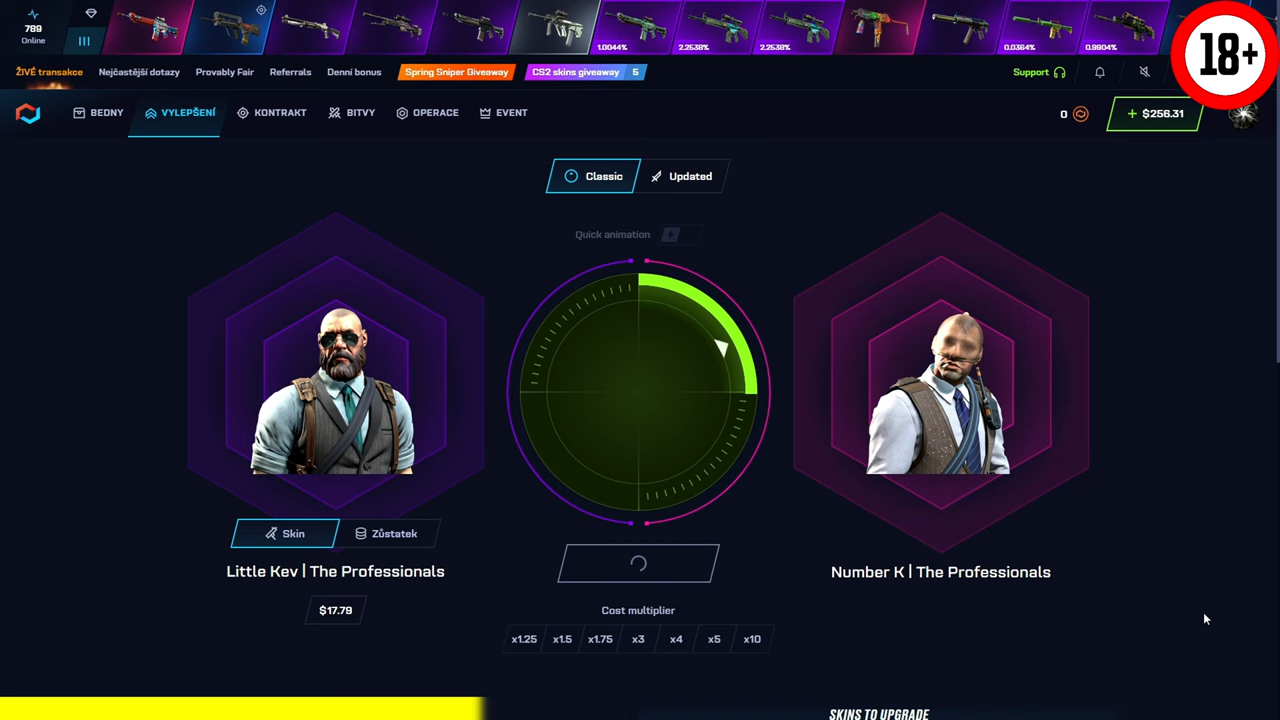 789
Online
1.0044%
2.2538%
2.2538%
0.0364%
0.9904%
18+
ŽIVÉ transakce
Nejčastější dotazy
Provably Fair
Referrals
Denní bonus
Spring Sniper Giveaway
CS2 skins giveaway 5
Support
BEDNY
VYLEPŠENÍ
KONTRAKT
BITVY
OPERACE
EVENT
0
+ $256.31
Classic
Updated
Quick animation
Skin
Zůstatek
Little Kev | The Professionals
Number K | The Professionals
$17.79
Cost multiplier
x1.25 x1.5 x1.75 x3 x4 x5 x10
SKINS TO UPGRADE